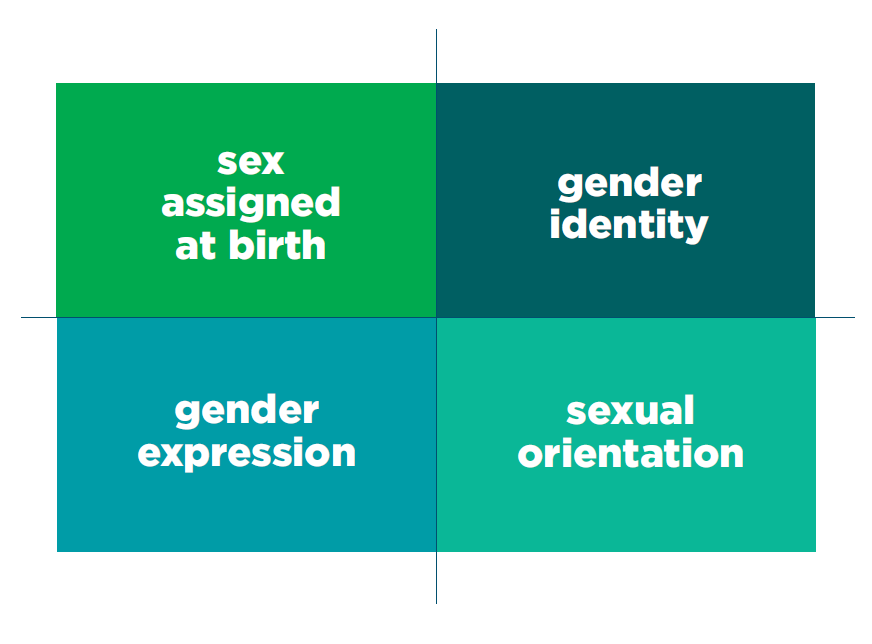 sex
assigned
at birth
gender
identity
gender
expression
sexual
orientation